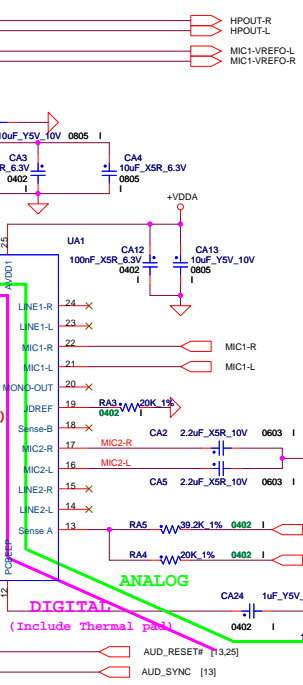 HPOUT-R
HPOUT-L
MIC1-VREFO-L
MIC1-VREFO-R
10uF_Y5V_10V 0805 I
CA3
R_6.3V
0402
I
CA4
10uF_X5R_6.3V
0805
I
+VDDA
25
AVDD1
UA1
CA12
100nF_X5R_6.3V
0402
I
CA13
10uF_Y5V_10V
0805
I
LINE1-R 24
LINE1-L 23
MIC1-R 22 MIC1-R
MIC1-L 21 MIC1-L
MONO-OUT 20
JDREF 19 RA3 20K_1%
0402 I
Sense-B 18
MIC2-R 17 MIC2-R CA2 2.2uF_X5R_10V 0603 I
MIC2-L 16 MIC2-L
LINE2-R 15 CA5 2.2uF_X5R_10V 0603 I
LINE2-L 14
Sense A 13 RA5 39.2K_1% 0402 I
RA4 20K_1% 0402 I
PCBEEP
12
ANALOG
DIGITAL
(Include Thermal pad)
CA24 1uF_Y5V_
0402 I
AUD_RESET# [13,25]
AUD_SYNC [13]